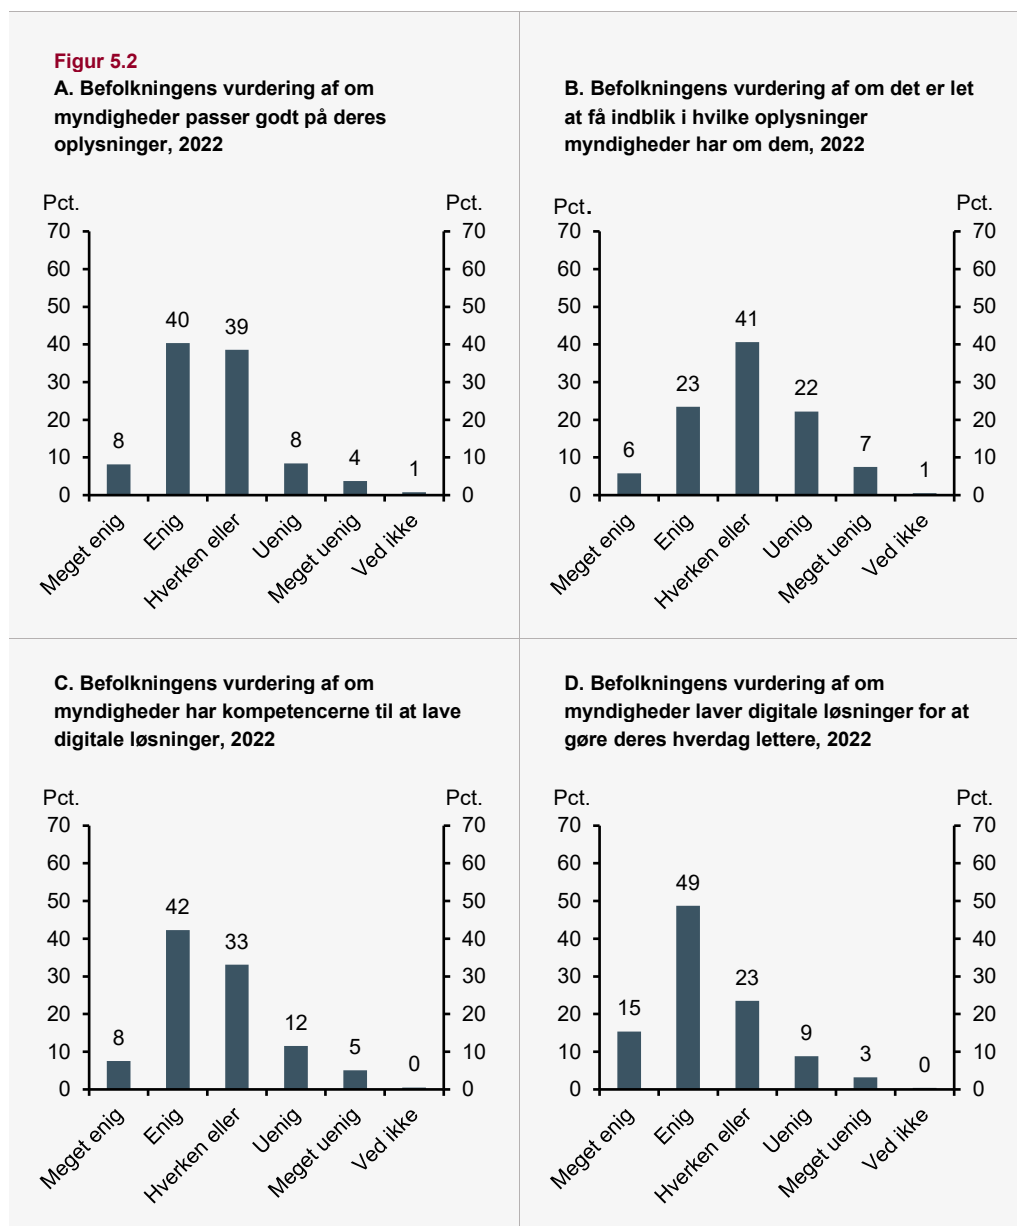 Figur 5.2
A. Befolkningens vurdering af om
myndigheder passer godt på deres
oplysninger, 2022
Pct.
Pct.
70
60
50
40
30
20
10
0
8
40
39
8
4
1
70
60
50
40
30
20
10
0
Meget enig
Enig
Hverken eller
Uenig
Meget uenig
Ved ikke
B. Befolkningens vurdering af om det er let
at få indblik i hvilke oplysninger
myndigheder har om dem, 2022
Pct.
Pct.
70
60
50
40
30
20
10
0
6
23
41
22
7
1
70
60
50
40
30
20
10
0
Meget enig
Enig
Hverken eller
Uenig
Meget uenig
Ved ikke
C. Befolkningens vurdering af om
myndigheder har kompetencerne til at lave
digitale løsninger, 2022
Pct.
Pct.
70
60
50
40
30
20
10
0
8
42
33
12
5
0
70
60
50
40
30
20
10
0
Meget enig
Enig
Hverken eller
Uenig
Meget uenig
Ved ikke
D. Befolkningens vurdering af om
myndigheder laver digitale løsninger for at
gøre deres hverdag lettere, 2022
Pct.
Pct.
70
60
50
40
30
20
10
0
15
49
23
9
3
0
70
60
50
40
30
20
10
0
Meget enig
Enig
Hverken eller
Uenig
Meget uenig
Ved ikke